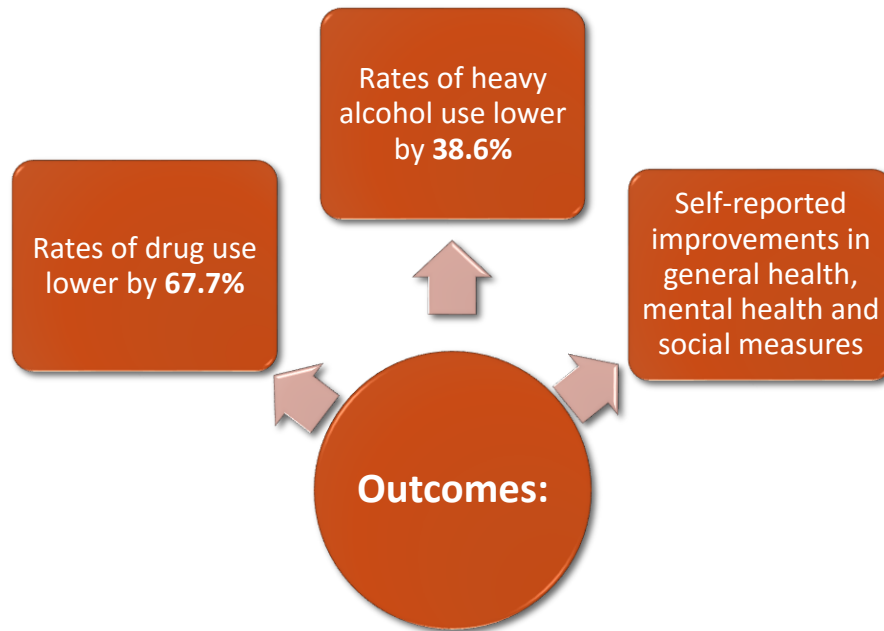 Rates of heavy
alcohol use lower
by 38.6%
Rates of drug use
lower by 67.7%
Self-reported
improvements in
general health,
mental health and
social measures
Outcomes: